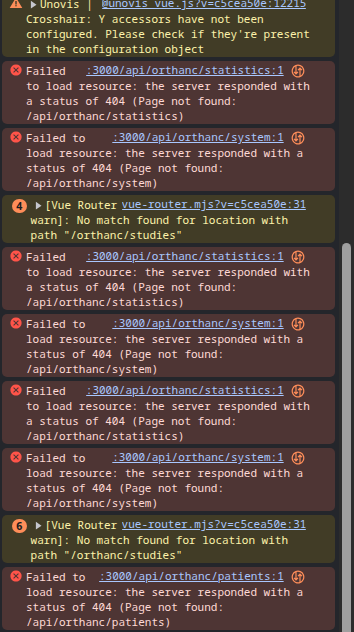 ▶Unovis | @unovis_vue.js?v=c5cea50e:12215
Crosshair: Y accessors have not been
configured. Please check if they're present
in the configuration object
Failed :3000/api/orthanc/statistics:1
to load resource: the server responded with
a status of 404 (Page not found:
/api/orthanc/statistics)
Failed to :3000/api/orthanc/system:1
load resource: the server responded with a
status of 404 (Page not found:
/api/orthanc/system)
4 ▶[Vue Router vue-router.mjs?v=c5cea50e:31
warn]: No match found for location with
path "/orthanc/studies"
Failed :3000/api/orthanc/statistics:1
to load resource: the server responded with
a status of 404 (Page not found:
/api/orthanc/statistics)
Failed to :3000/api/orthanc/system:1
load resource: the server responded with a
status of 404 (Page not found:
/api/orthanc/system)
Failed :3000/api/orthanc/statistics:1
to load resource: the server responded with
a status of 404 (Page not found:
/api/orthanc/statistics)
Failed to :3000/api/orthanc/system:1
load resource: the server responded with a
status of 404 (Page not found:
/api/orthanc/system)
6 ▶[Vue Router vue-router.mjs?v=c5cea50e:31
warn]: No match found for location with
path "/orthanc/studies"
Failed to :3000/api/orthanc/patients:1
load resource: the server responded with a
status of 404 (Page not found:
/api/orthanc/patients)